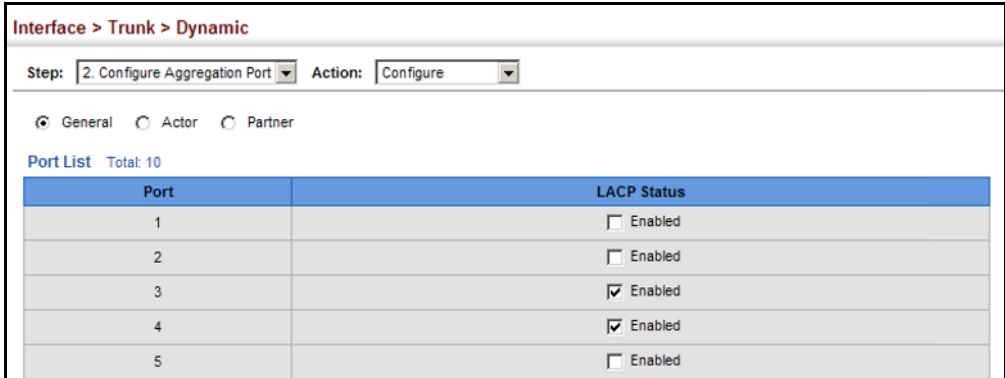 Interface > Trunk > Dynamic
Step: 2. Configure Aggregation Port Action: Configure
General Actor Partner
Port List Total: 10
Port LACP Status
1 Enabled
2 Enabled
3 Enabled
4 Enabled
5 Enabled